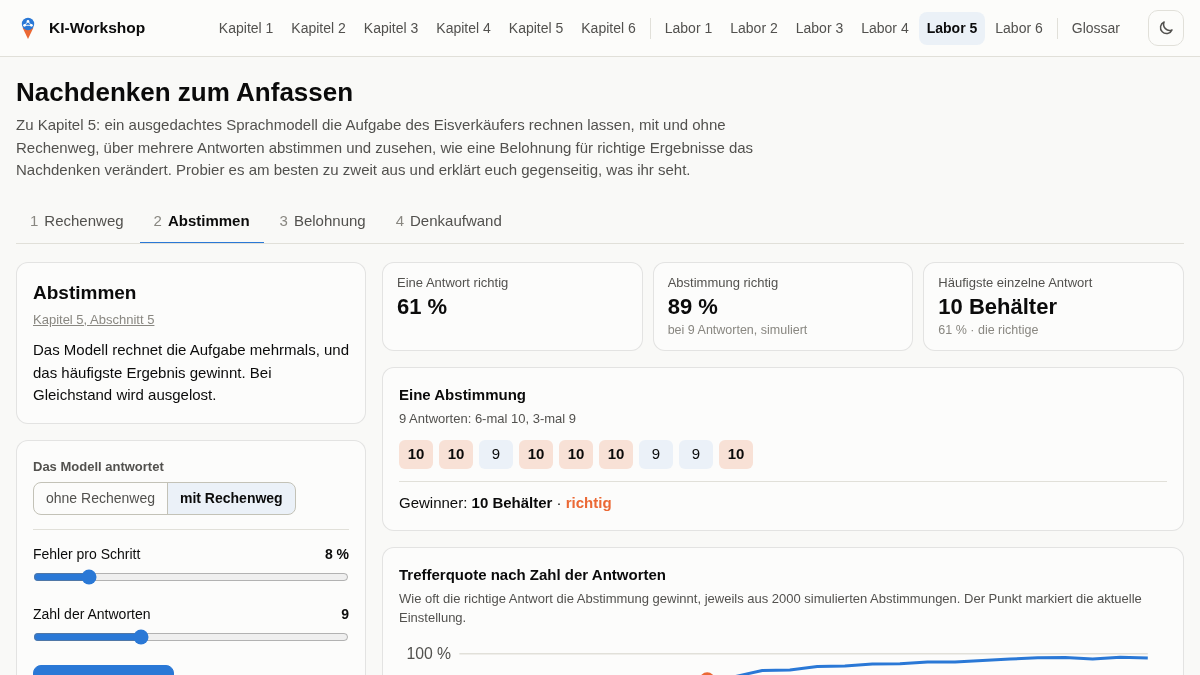 KI-Workshop
Kapitel 1 Kapitel 2 Kapitel 3 Kapitel 4 Kapitel 5 Kapitel 6 Labor 1 Labor 2 Labor 3 Labor 4 Labor 5 Labor 6 Glossar
Nachdenken zum Anfassen
Zu Kapitel 5: ein ausgedachtes Sprachmodell die Aufgabe des Eisverkäufers rechnen lassen, mit und ohne
Rechenweg, über mehrere Antworten abstimmen und zusehen, wie eine Belohnung für richtige Ergebnisse das
Nachdenken verändert. Probier es am besten zu zweit aus und erklärt euch gegenseitig, was ihr seht.
1 Rechenweg 2 Abstimmen 3 Belohnung 4 Denkaufwand
Abstimmen
Kapitel 5, Abschnitt 5
Das Modell rechnet die Aufgabe mehrmals, und
das häufigste Ergebnis gewinnt. Bei
Gleichstand wird ausgelost.
Das Modell antwortet
ohne Rechenweg mit Rechenweg
Fehler pro Schritt 8 %
Zahl der Antworten 9
Eine Antwort richtig
61 %
Abstimmung richtig
89 %
bei 9 Antworten, simuliert
Häufigste einzelne Antwort
10 Behälter
61 % · die richtige
Eine Abstimmung
9 Antworten: 6-mal 10, 3-mal 9
10 10 9 10 10 10 9 9 10
Gewinner: 10 Behälter · richtig
Trefferquote nach Zahl der Antworten
Wie oft die richtige Antwort die Abstimmung gewinnt, jeweils aus 2000 simulierten Abstimmungen. Der Punkt markiert die aktuelle
Einstellung.
100 %